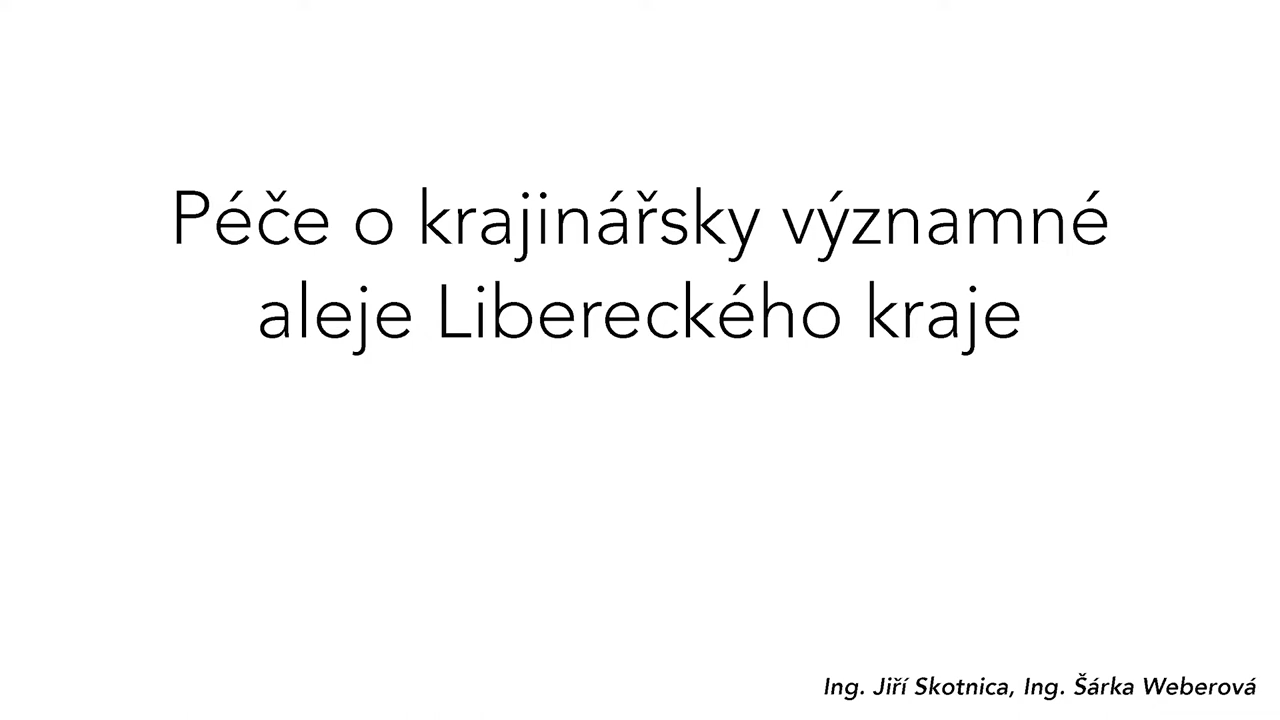 Péče o krajinářsky významné
aleje Libereckého kraje
Ing. Jiří Skotnica, Ing. Šárka Weberová